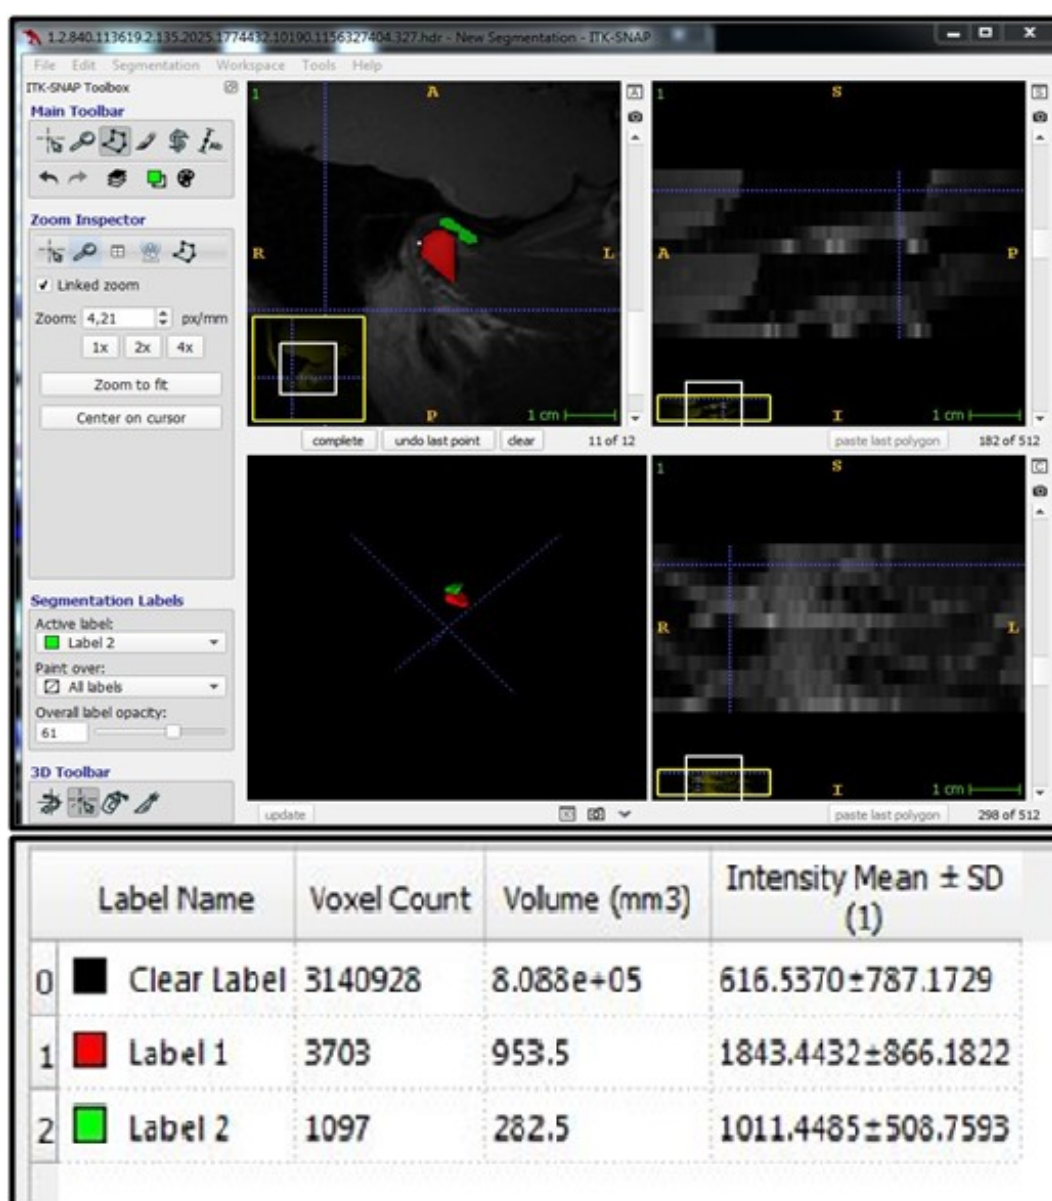 1.2.840.113619.2.135.2025.1774432.10190.1156327404.327.hdr - New Segmentation - ITK-SNAP
File Edit Segmentation Workspace Tools Help
ITK-SNAP Toolbox
Main Toolbar
Zoom Inspector
Linked zoom
Zoom: 4,21 px/mm
1x 2x 4x
Zoom to fit
Center on cursor
Segmentation Labels
Active label:
Label 2
Paint over:
All labels
Overall label opacity:
61
3D Toolbar
1 A A
R L
P 1 cm
complete undo last point clear 11 of 12
1 S S
A P
I 1 cm
paste last polygon 182 of 512
update
1 S C
R L
I 1 cm
paste last polygon 298 of 512
Label Name Voxel Count Volume (mm3) Intensity Mean ± SD
(1)
0 Clear Label 3140928 8.088e+05 616.5370±787.1729
1 Label 1 3703 953.5 1843.4432±866.1822
2 Label 2 1097 282.5 1011.4485±508.7593